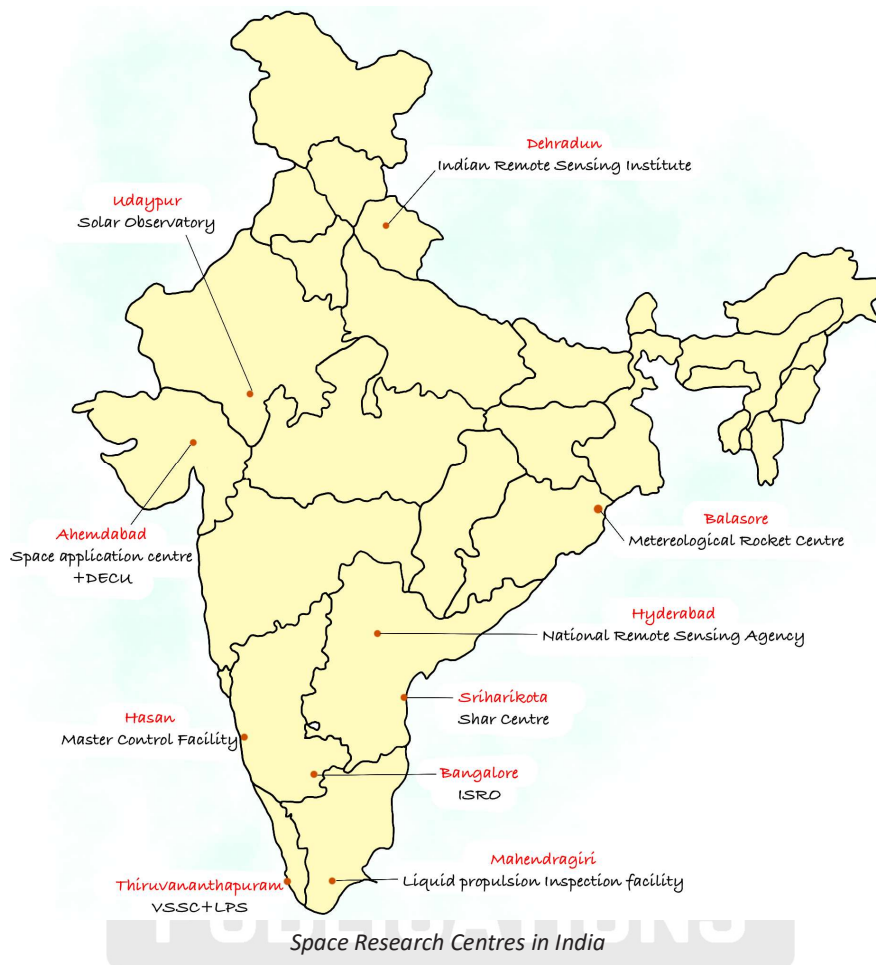 Dehradun
Indian Remote Sensing Institute
Udaypur
Solar Observatory
Ahemdabad
Space application centre
+DECU
Balasore
Metereological Rocket Centre
Hyderabad
National Remote Sensing Agency
Sriharikota
Shar Centre
Hasan
Master Control Facility
Bangalore
ISRO
Mahendragiri
Liquid propulsion Inspection facility
Thiruvananthapuram
VSSC+LPS
PUBLICATIONS
Space Research Centres in India